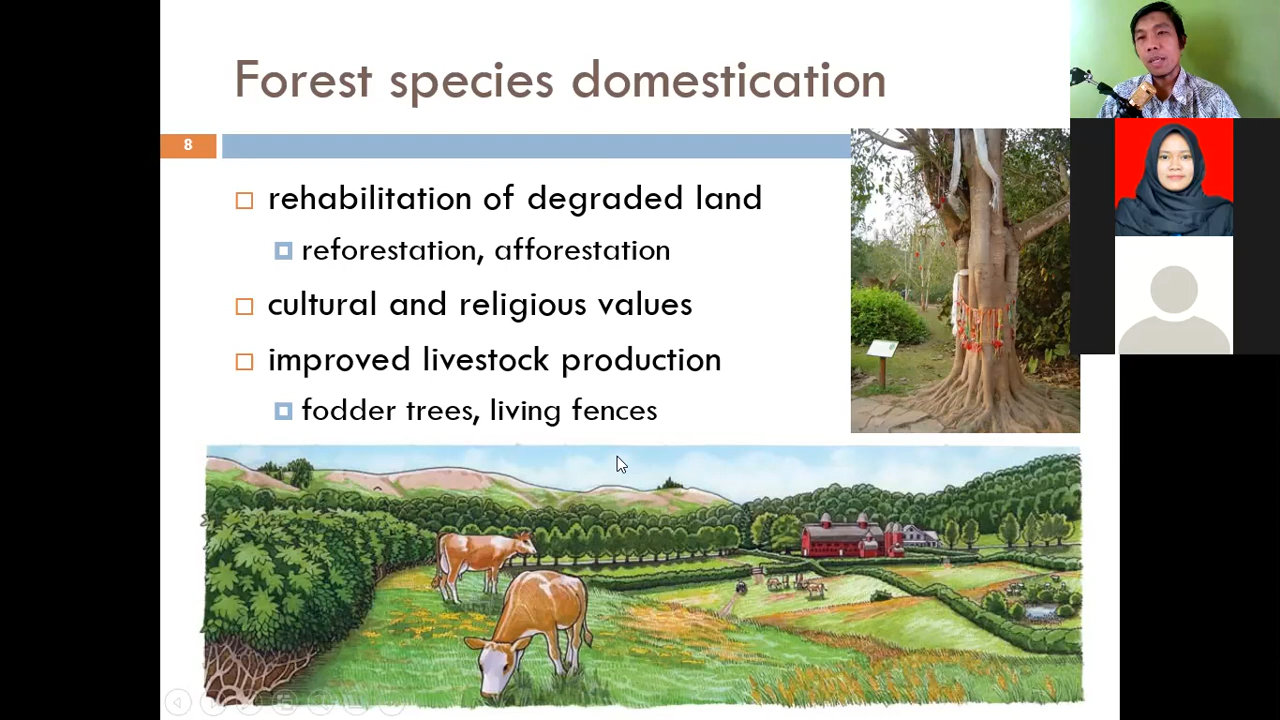 Forest species domestication
8
rehabilitation of degraded land
reforestation, afforestation
cultural and religious values
improved livestock production
fodder trees, living fences